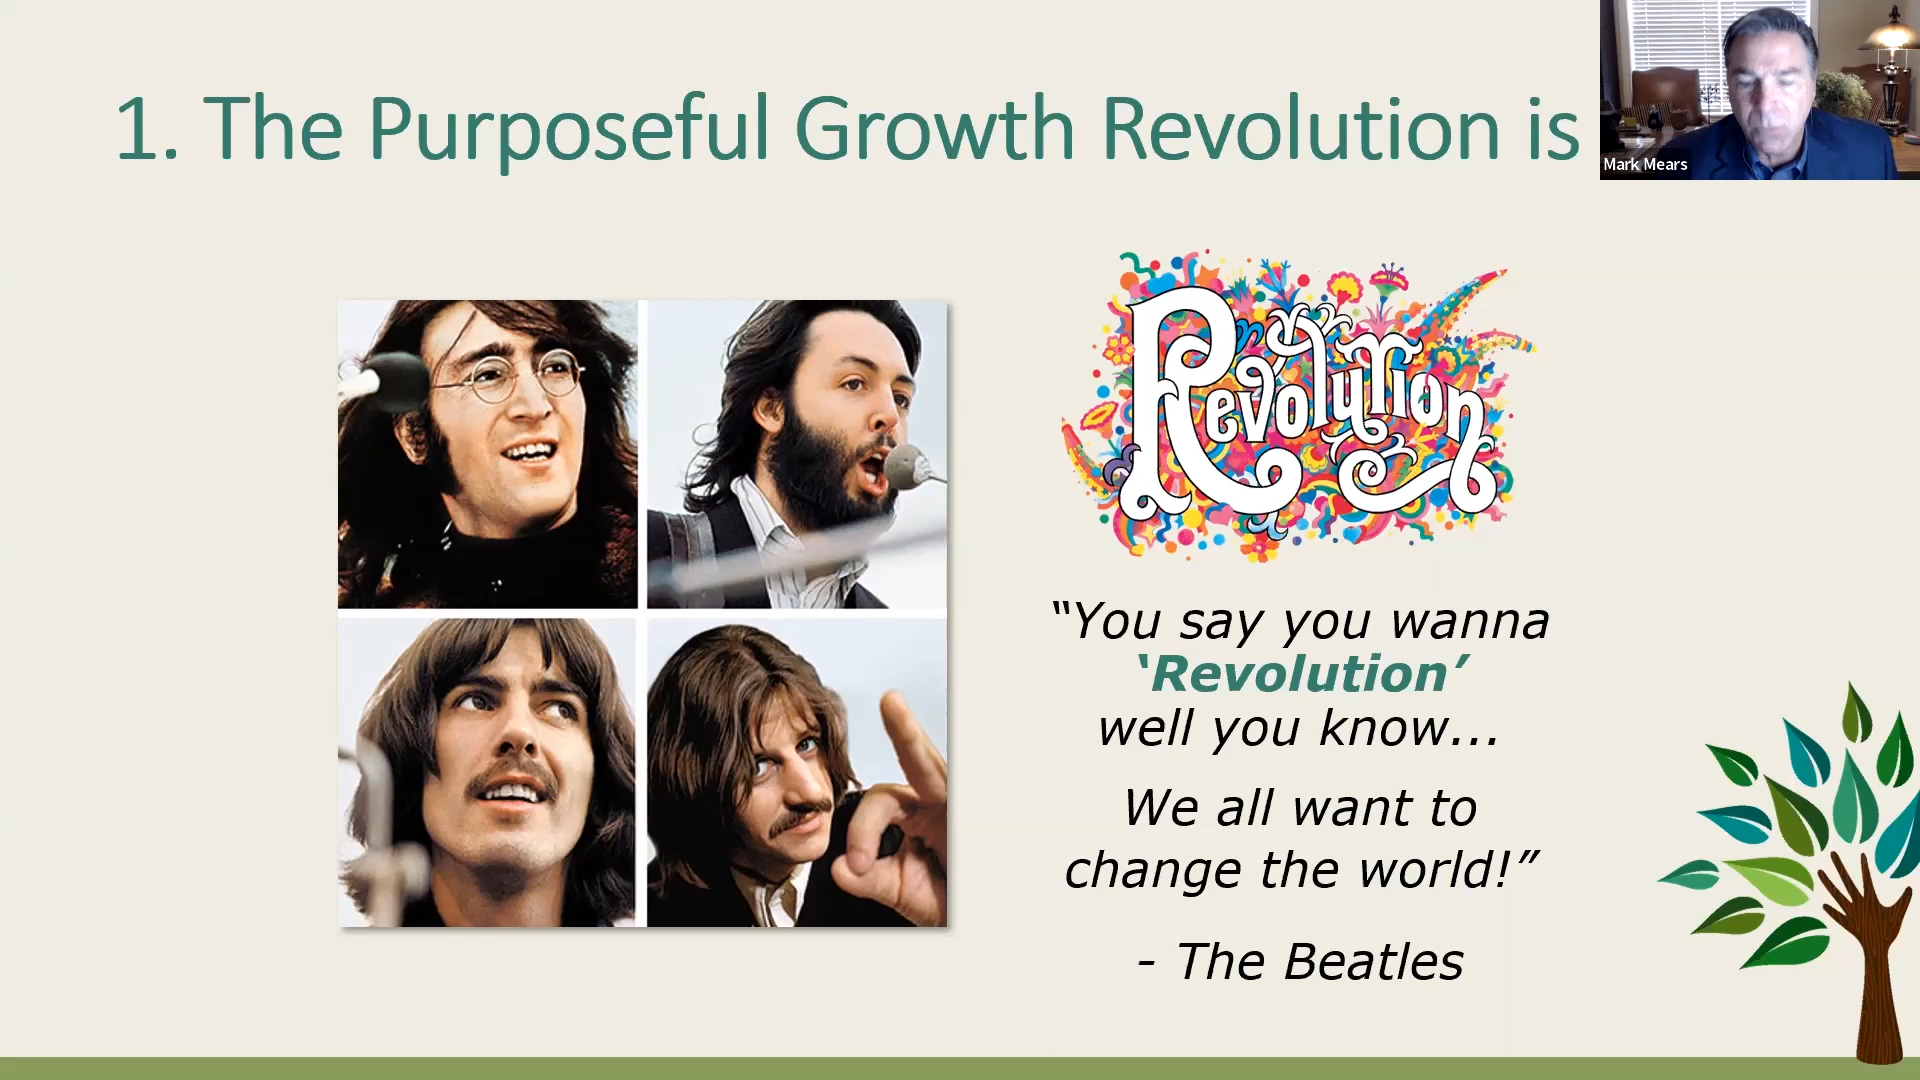 1. The Purposeful Growth Revolution is
Mark Mears
Revolution
“You say you wanna
‘Revolution’
well you know...
We all want to
change the world!”
- The Beatles